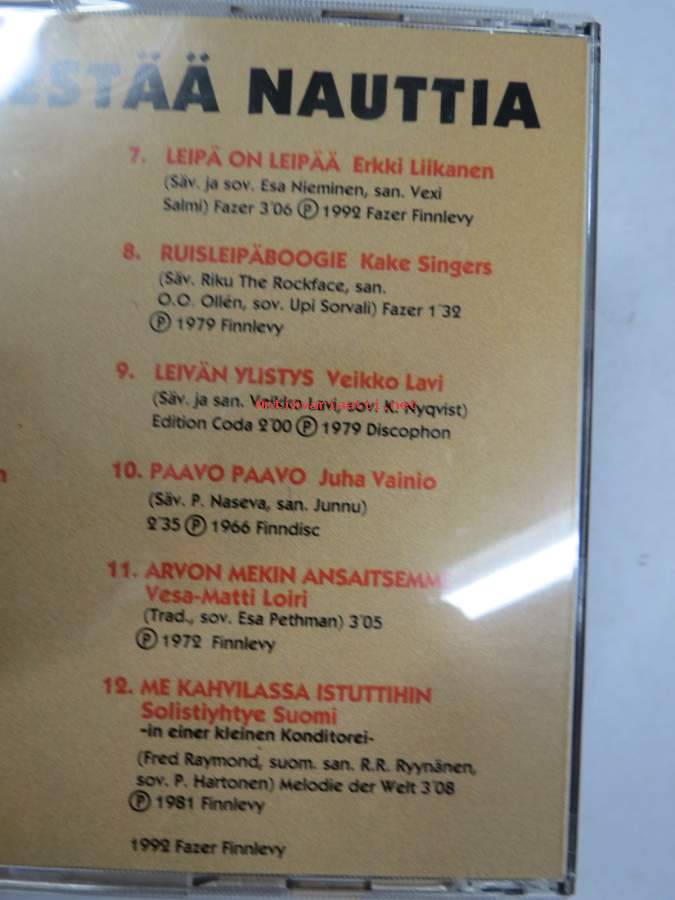 ESTÄÄ NAUTTIA
7. LEIPÄ ON LEIPÄÄ Erkki Liikanen
(Säv. ja sov. Esa Nieminen, san. Vexi
Salmi) Fazer 3´06 Ⓟ 1992 Fazer Finnlevy
8. RUISLEIPÄBOOGIE Kake Singers
(Säv. Riku The Rockface, san.
O.O. Ollén, sov. Upi Sorvali) Fazer 1´32
Ⓟ 1979 Finnlevy
9. LEIVÄN YLISTYS Veikko Lavi
(Säv. ja san. Veikko Lavi, sov. K. Nyqvist)
Edition Coda 2´00 Ⓟ 1979 Discophon
10. PAAVO PAAVO Juha Vainio
(Säv. P. Naseva, san. Junnu)
2´35 Ⓟ 1966 Finndisc
11. ARVON MEKIN ANSAITSEMME
Vesa-Matti Loiri
(Trad., sov. Esa Pethman) 3´05
Ⓟ 1972 Finnlevy
12. ME KAHVILASSA ISTUTTIHIN
Solistiyhtye Suomi
-in einer kleinen Konditorei-
(Fred Raymond, suom. san. R.R. Ryynänen,
sov. P. Hartonen) Melodie der Welt 3´08
Ⓟ 1981 Finnlevy
1992 Fazer Finnlevy